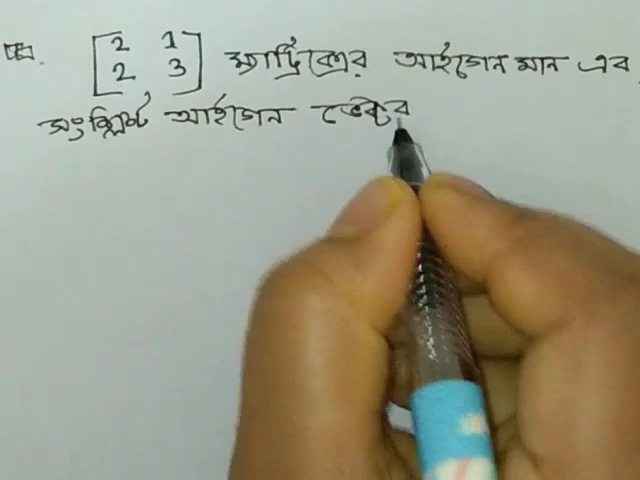 [2 1
2 3] ম্যাট্রিক্সের আইগেন মান এব
সংশ্লিষ্ট আইগেন ভেক্টর